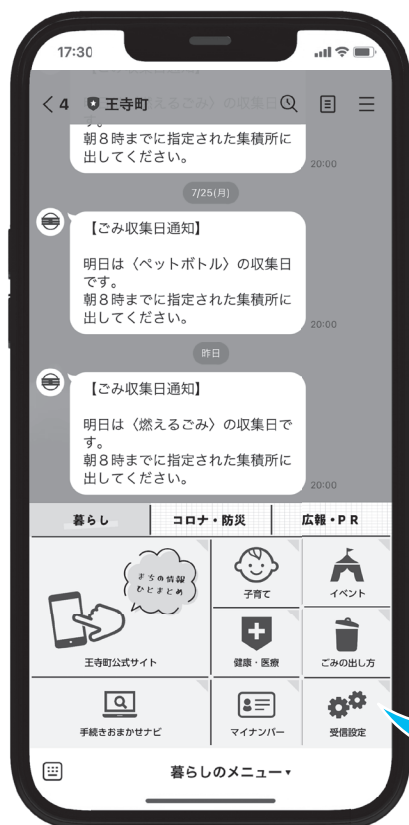 17:30
4 王寺町
朝８時までに指定された集積所に
出してください。
20:00
7/25(月)
【ごみ収集日通知】
明日は〈ペットボトル〉の収集日
です。
朝８時までに指定された集積所に
出してください。
20:00
昨日
【ごみ収集日通知】
明日は〈燃えるごみ〉の収集日で
す。
朝８時までに指定された集積所に
出してください。
20:00
暮らし
コロナ・防災
広報・PR
まちの情報
ひとまとめ
王寺町公式サイト
子育て
イベント
健康・医療
ごみの出し方
手続きおまかせナビ
マイナンバー
受信設定
暮らしのメニュー▾